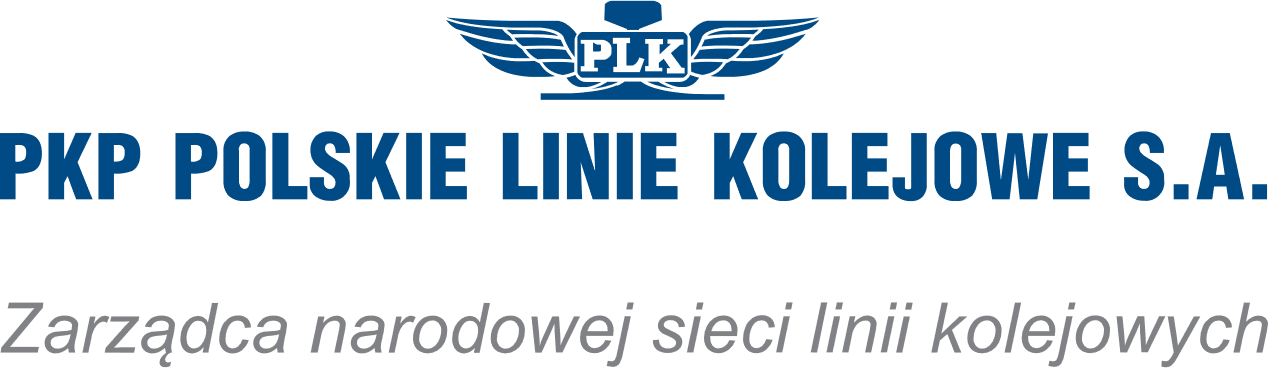 PLK
PKP POLSKIE LINIE KOLEJOWE S.A.
Zarządca narodowej sieci linii kolejowych